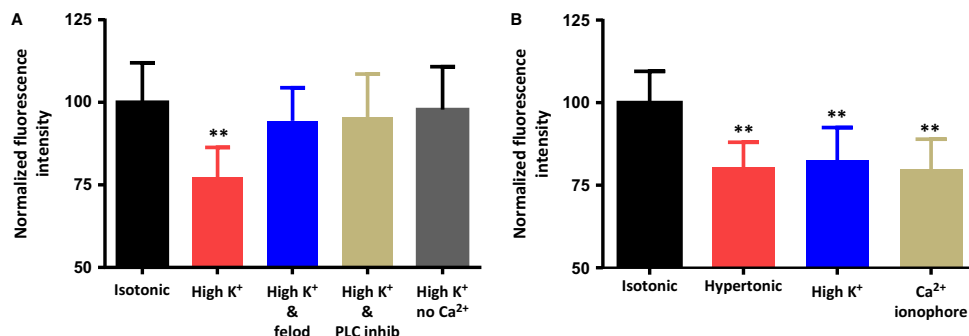 A
Normalized fluorescence
intensity
125
100
75
50
**
Isotonic
High K⁺
High K⁺
&
felod
High K⁺
&
PLC inhib
High K⁺
no Ca²⁺
B
Normalized fluorescence
intensity
125
100
75
50
**
**
**
Isotonic
Hypertonic
High K⁺
Ca²⁺
ionophore